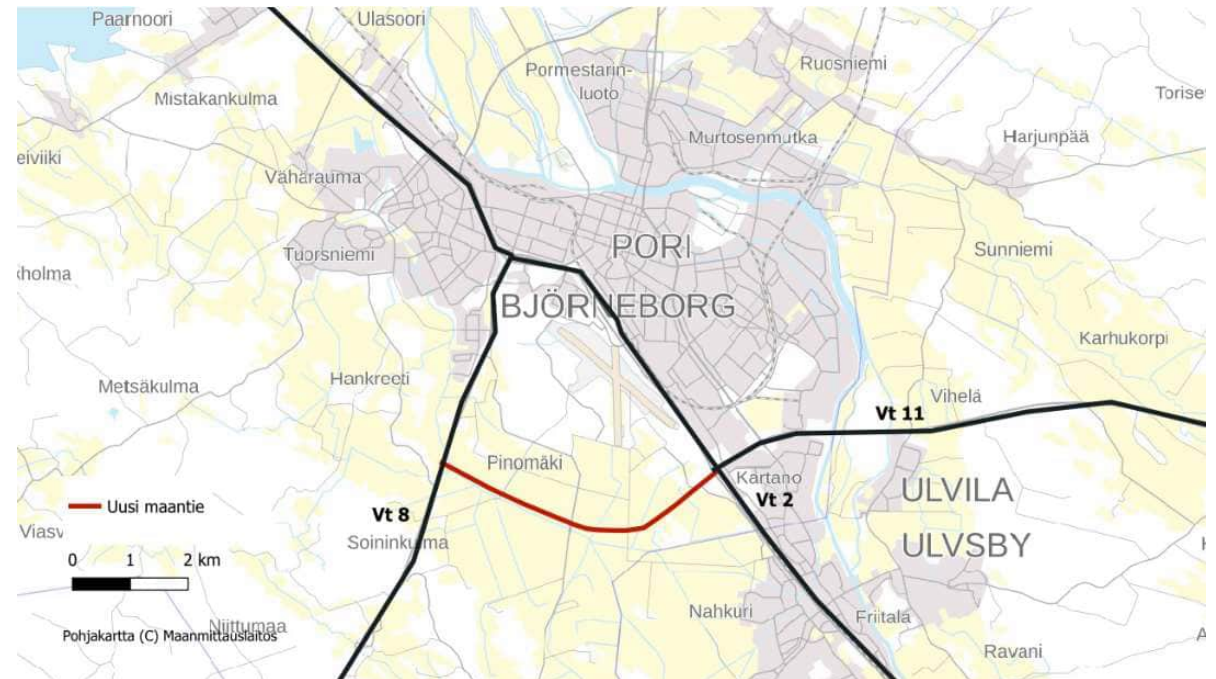 Paarnoori
Ulasoori
Pormestarin-
luoto
Ruosniemi
Mistakankulma
Torise
Murtosenmutka
Harjunpää
eiviiki
Väharauma
PORI
Tuorsniemi
Sunniemi
kholma
BJÖRNEBORG
Karhukorpi
Metsäkulma
Hankreeti
Vihelä
Vt 11
Pinomäki
Kartano
ULVILA
Uusi maantie
Vt 2
Vt 8
Viasv
Soininkulma
ULVSBY
0 1 2 km
Nahkuri
Friitala
Niittumaa
Pohjakartta (C) Maanmittauslaitos
Ravani